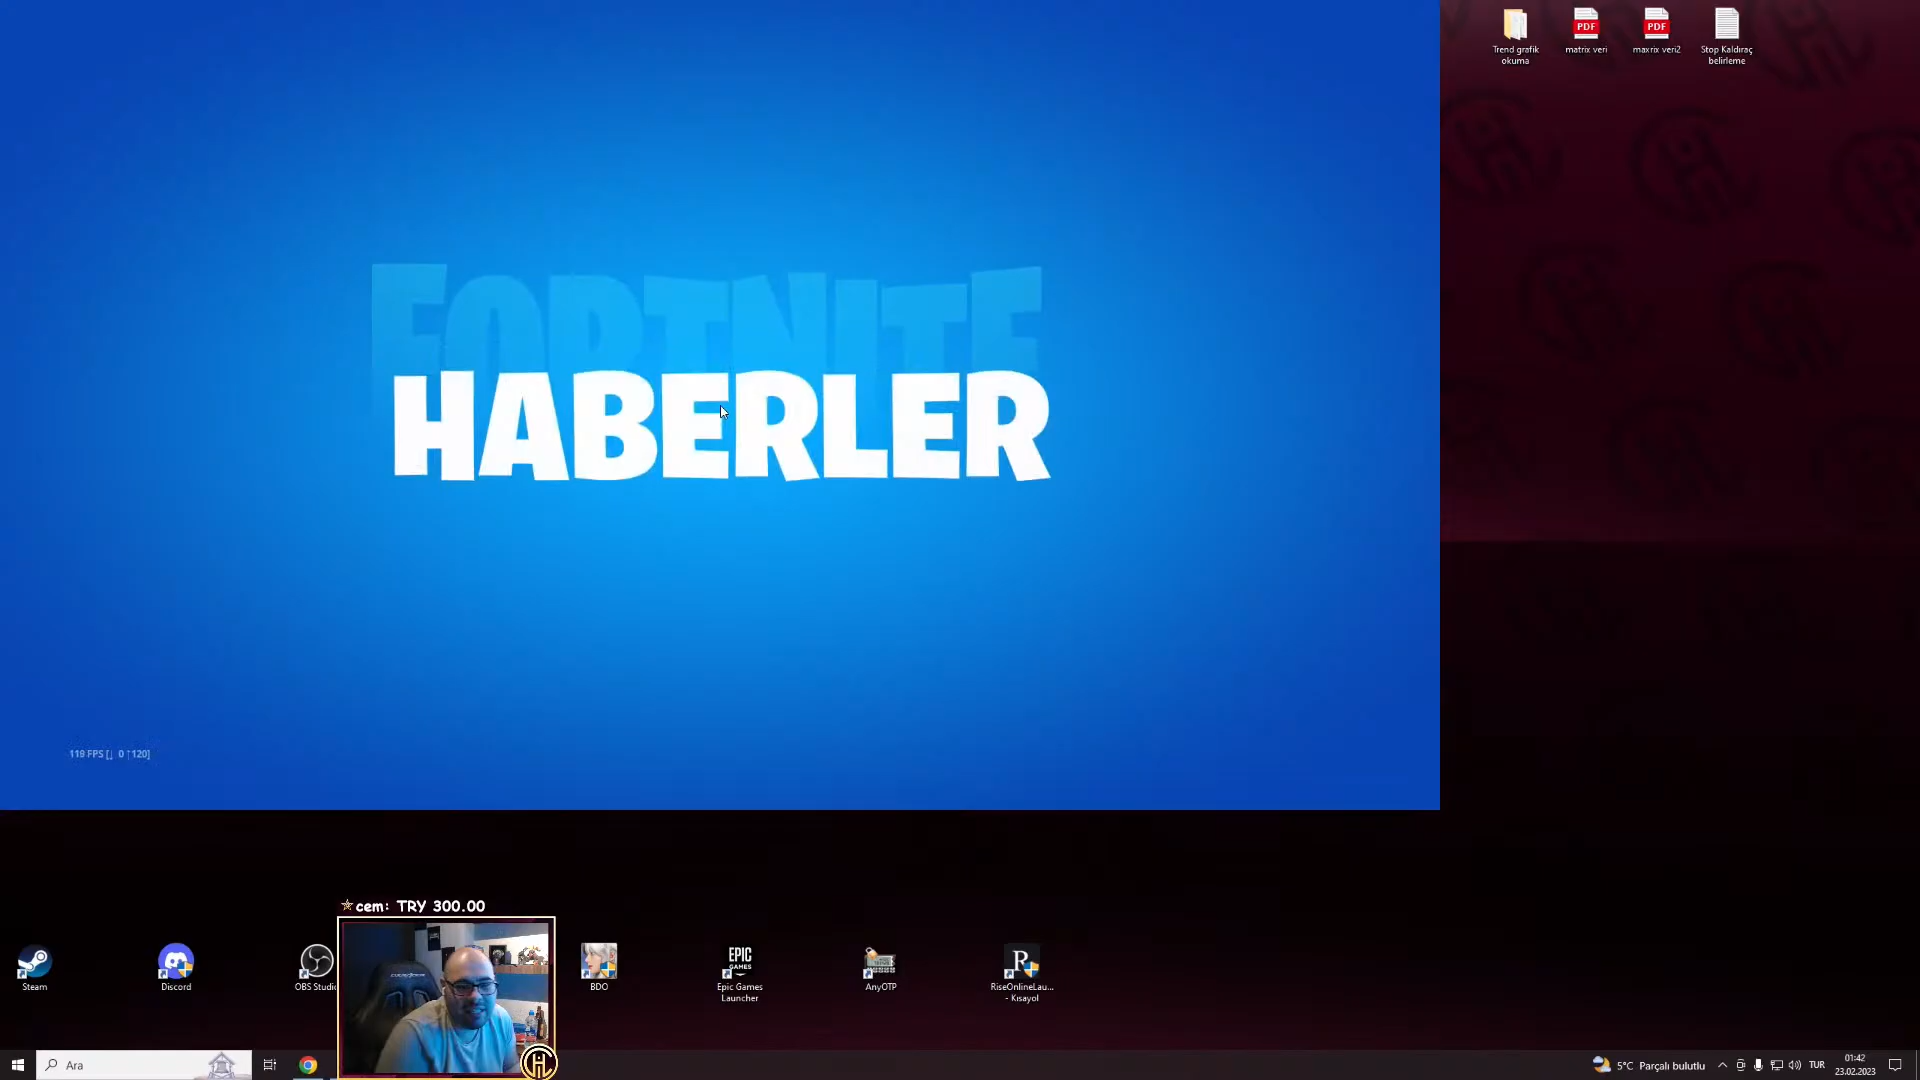 Trend grafik
okuma
PDF
matrix veri
PDF
maxrix veri2
Stop Kaldıraç
belirleme
FORTNITE
HABERLER
119 FPS [↓ 0 ↑120]
cem: TRY 300.00
Steam
Discord
OBS Studio
BDO
EPIC
GAMES
Epic Games
Launcher
AnyOTP
R
RiseOnlineLau...
- Kısayol
Ara
5°C Parçalı bulutlu
TUR
01:42
23.02.2023